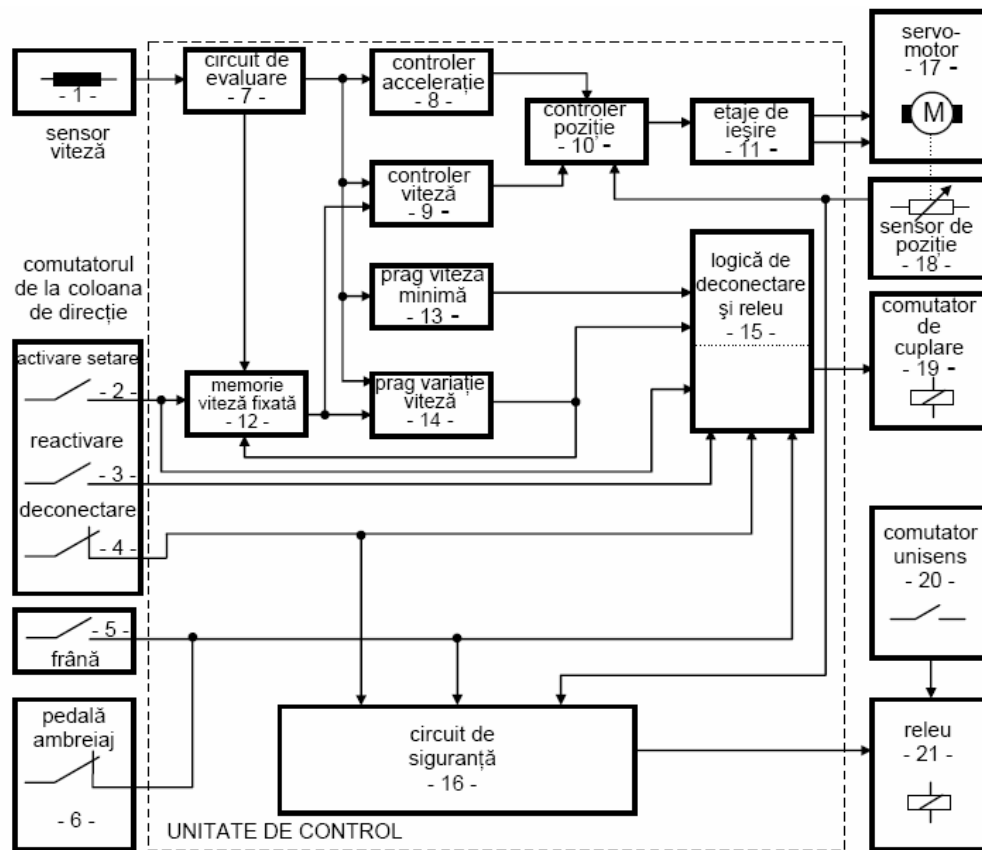 - 1 -
sensor
viteză
circuit de
evaluare
- 7 -
controler
accelerație
- 8 -
controler
poziție
- 10 -
etaje de
ieșire
- 11 -
servo-
motor
- 17 -
M
controler
viteză
- 9 -
sensor de
poziție
- 18 -
comutatorul
de la coloana
de direcție
prag viteza
minimă
- 13 -
logică de
deconectare
şi releu
- 15 -
comutator
de
cuplare
- 19 -
activare setare
- 2 -
reactivare
- 3 -
deconectare
- 4 -
memorie
viteză fixată
- 12 -
prag variație
viteză
- 14 -
comutator
unisens
- 20 -
- 5 -
frână
pedală
ambreiaj
- 6 -
circuit de
siguranță
- 16 -
releu
- 21 -
UNITATE DE CONTROL